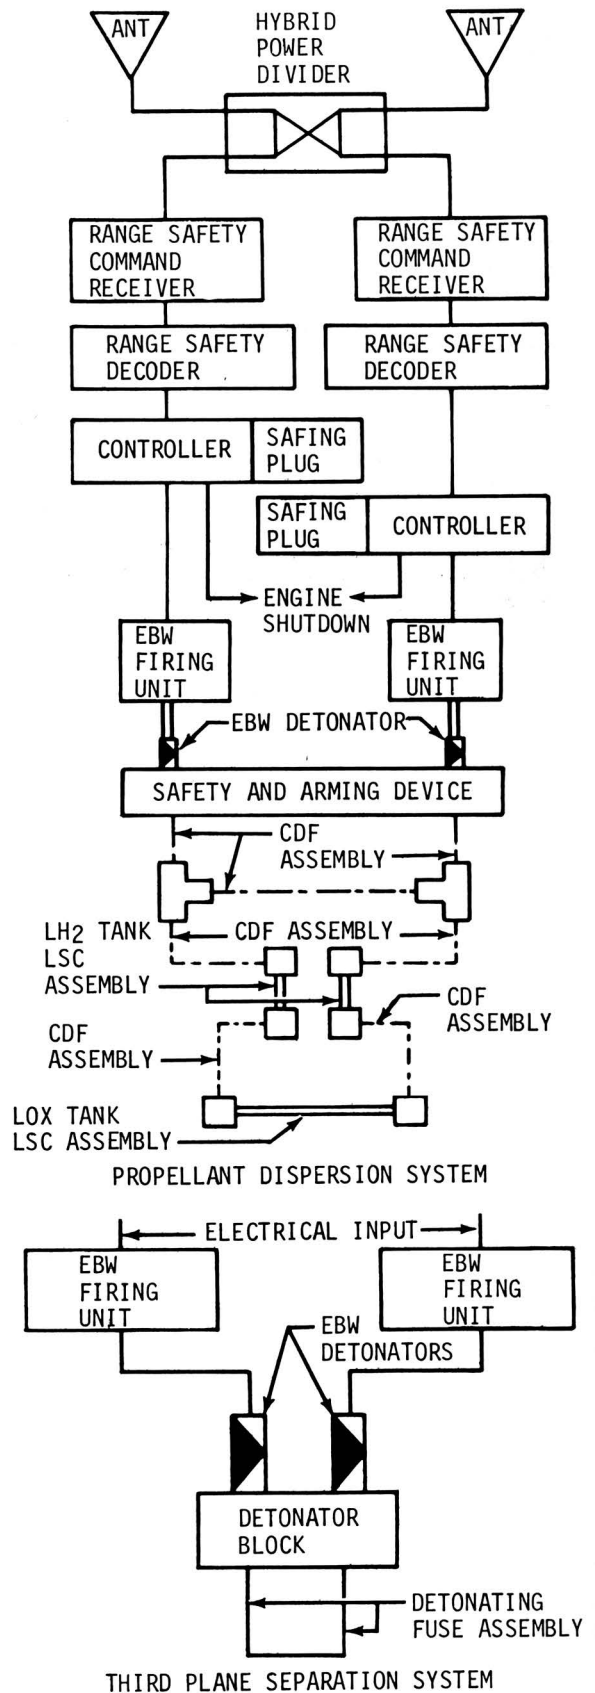 ANT
HYBRID
POWER
DIVIDER
ANT
RANGE SAFETY
COMMAND
RECEIVER
RANGE SAFETY
COMMAND
RECEIVER
RANGE SAFETY
DECODER
RANGE SAFETY
DECODER
CONTROLLER
SAFING
PLUG
SAFING
PLUG
CONTROLLER
ENGINE
SHUTDOWN
EBW
FIRING
UNIT
EBW
FIRING
UNIT
EBW DETONATOR
SAFETY AND ARMING DEVICE
CDF
ASSEMBLY
LH2 TANK
LSC
ASSEMBLY
CDF ASSEMBLY
CDF
ASSEMBLY
CDF
ASSEMBLY
LOX TANK
LSC ASSEMBLY
PROPELLANT DISPERSION SYSTEM
ELECTRICAL INPUT
EBW
FIRING
UNIT
EBW
FIRING
UNIT
EBW
DETONATORS
DETONATOR
BLOCK
DETONATING
FUSE ASSEMBLY
THIRD PLANE SEPARATION SYSTEM